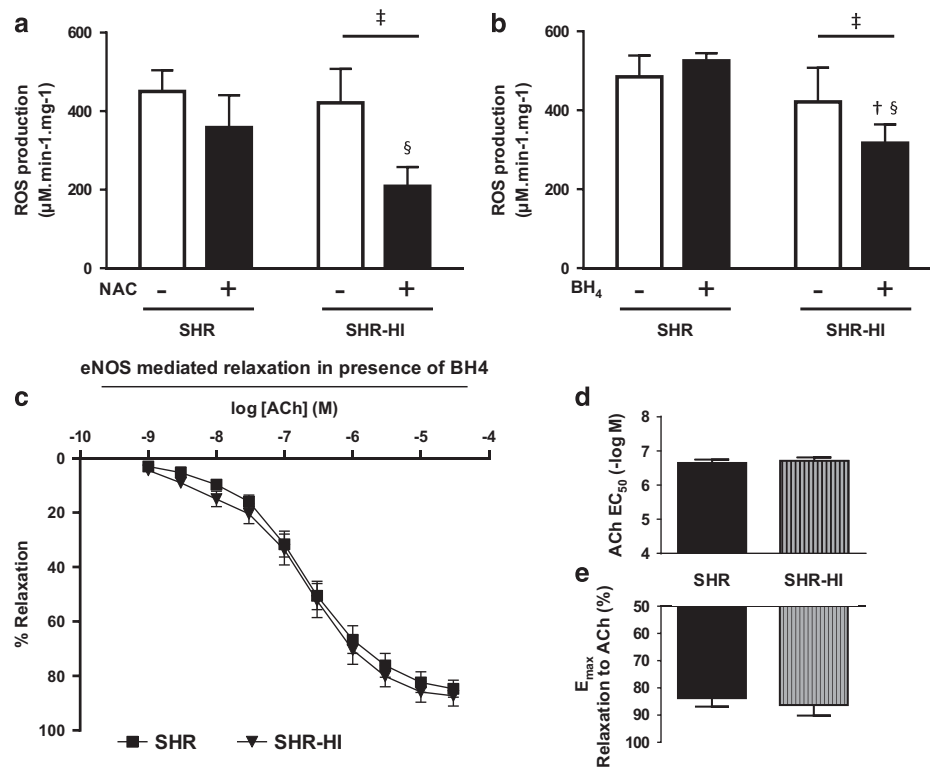 a
‡
600
400
200
0
§
ROS production
(µM.min-1.mg-1)
NAC - + - +
SHR SHR-HI
b
‡
600
400
200
0
† §
ROS production
(µM.min-1.mg-1)
BH4 - + - +
SHR SHR-HI
eNOS mediated relaxation in presence of BH4
c
log [ACh] (M)
-10 -9 -8 -7 -6 -5 -4
0
20
40
60
80
100
% Relaxation
SHR SHR-HI
d
8
7
6
5
4
ACh EC50 (-log M)
SHR SHR-HI
e
50
60
70
80
90
100
Emax
Relaxation to ACh (%)